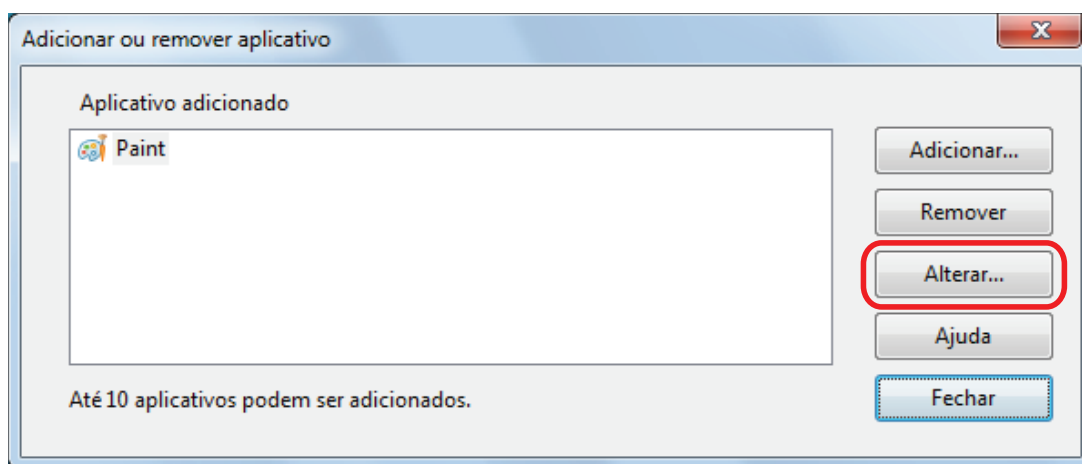 Adicionar ou remover aplicativo
Aplicativo adicionado
Paint
Adicionar...
Remover
Alterar...
Ajuda
Até 10 aplicativos podem ser adicionados.
Fechar